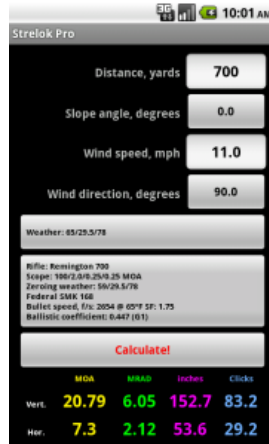 3G 10:01 AM
Strelok Pro
Distance, yards 700
Slope angle, degrees 0.0
Wind speed, mph 11.0
Wind direction, degrees 90.0
Weather: 65/29.5/78
Rifle: Remington 700
Scope: 100/2.0/0.25/0.25 MOA
Zeroing weather: 59/29.5/78
Federal SMK 168
Bullet speed, f/s: 2654 @ 65°F SF: 1.75
Ballistic coefficient: 0.447 (G1)
Calculate!
MOA MRAD Inches Clicks
Vert. 20.79 6.05 152.7 83.2
Hor. 7.3 2.12 53.6 29.2